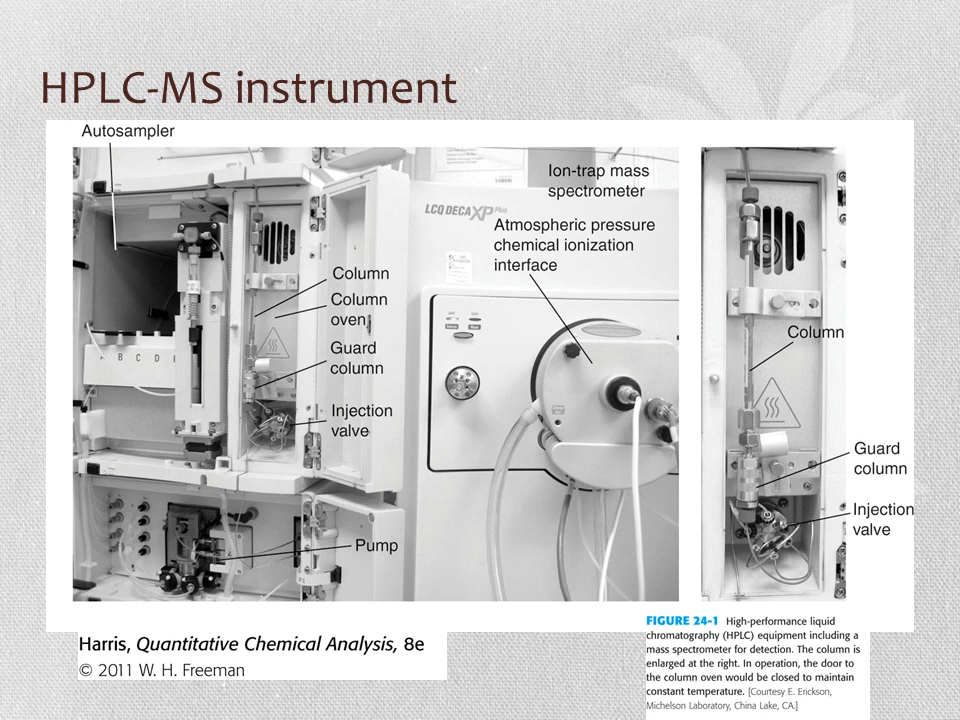 HPLC-MS instrument
Autosampler
Ion-trap mass
spectrometer
LCQ DECA XP Plus
Atmospheric pressure
chemical ionization
interface
Column
Column
oven
Guard
column
Injection
valve
Pump
A B C D
Column
Guard
column
Injection
valve
Harris, Quantitative Chemical Analysis, 8e
© 2011 W. H. Freeman
FIGURE 24-1 High-performance liquid
chromatography (HPLC) equipment including a
mass spectrometer for detection. The column is
enlarged at the right. In operation, the door to
the column oven would be closed to maintain
constant temperature. [Courtesy E. Erickson,
Michelson Laboratory, China Lake, CA.]